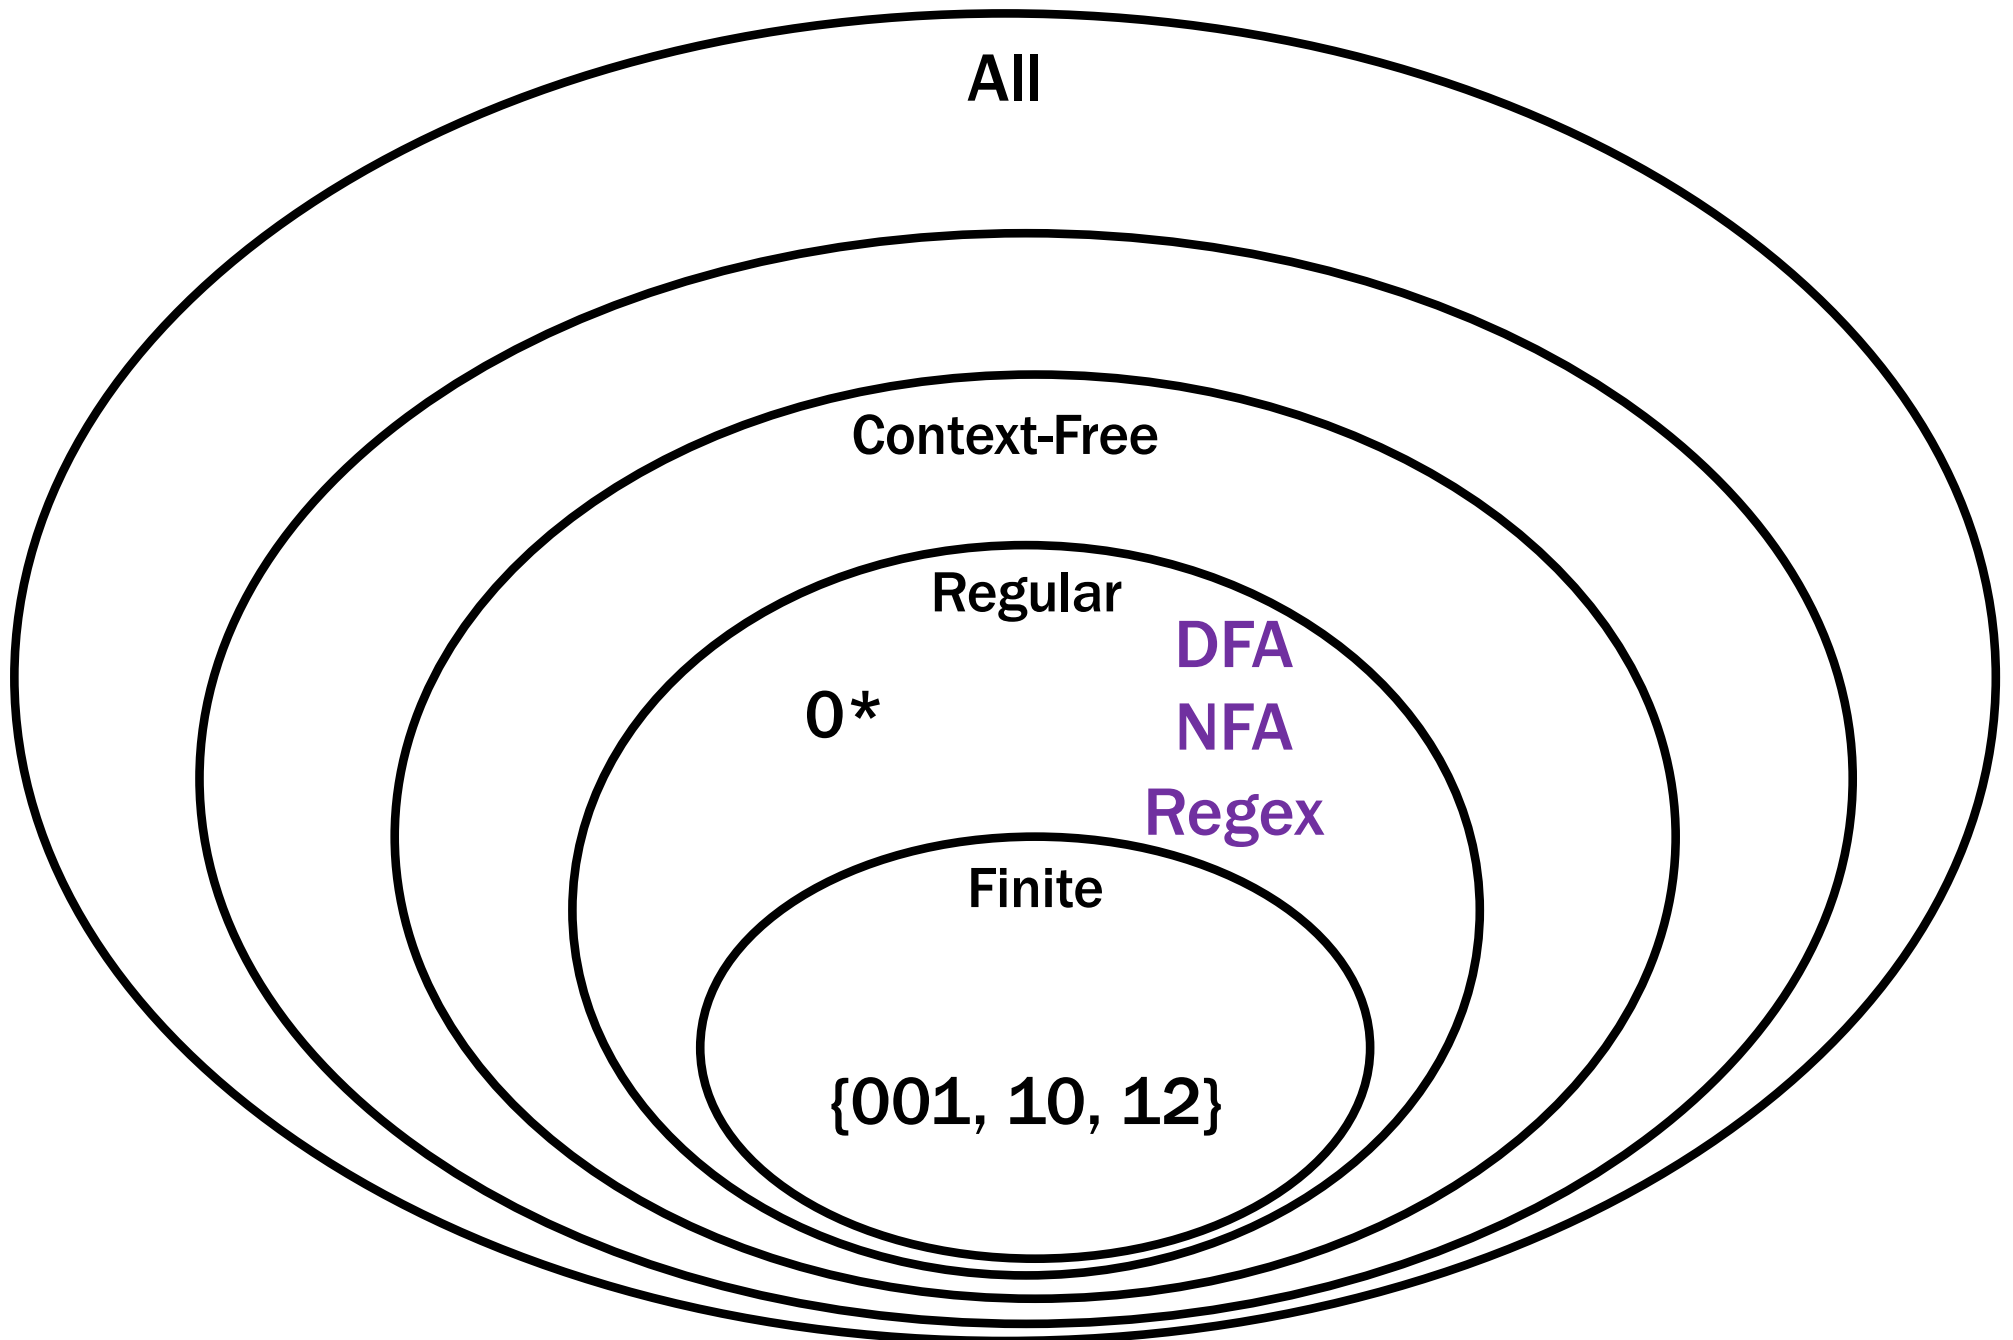 All
Context-Free
Regular
DFA
0*
NFA
Regex
Finite
{001, 10, 12}